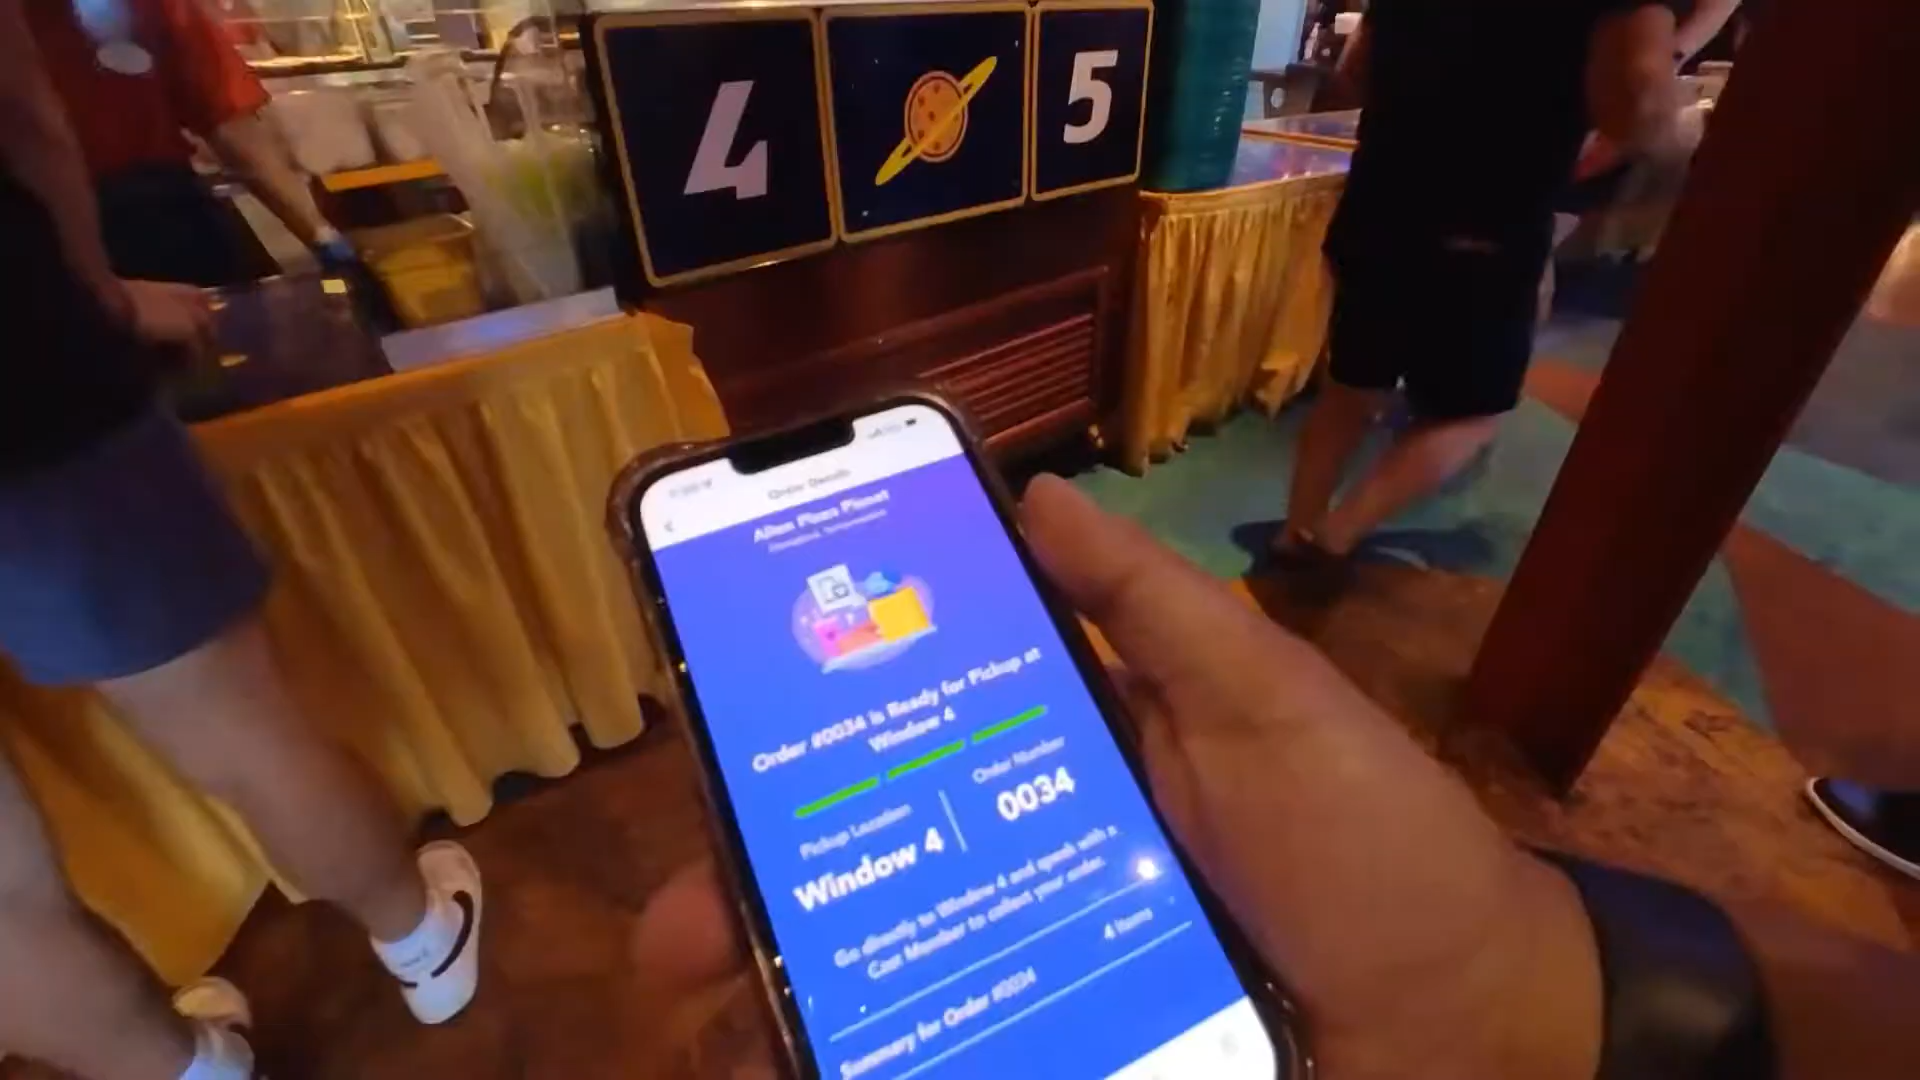 4
5
Order Details
Alien Pizza Planet
Order #0034 is Ready for Pickup at
Window 4
Pickup Location
Window 4
Order Number
0034
Go directly to Window 4 and speak with a
Cast Member to collect your order.
4 Items
Summary for Order #0034